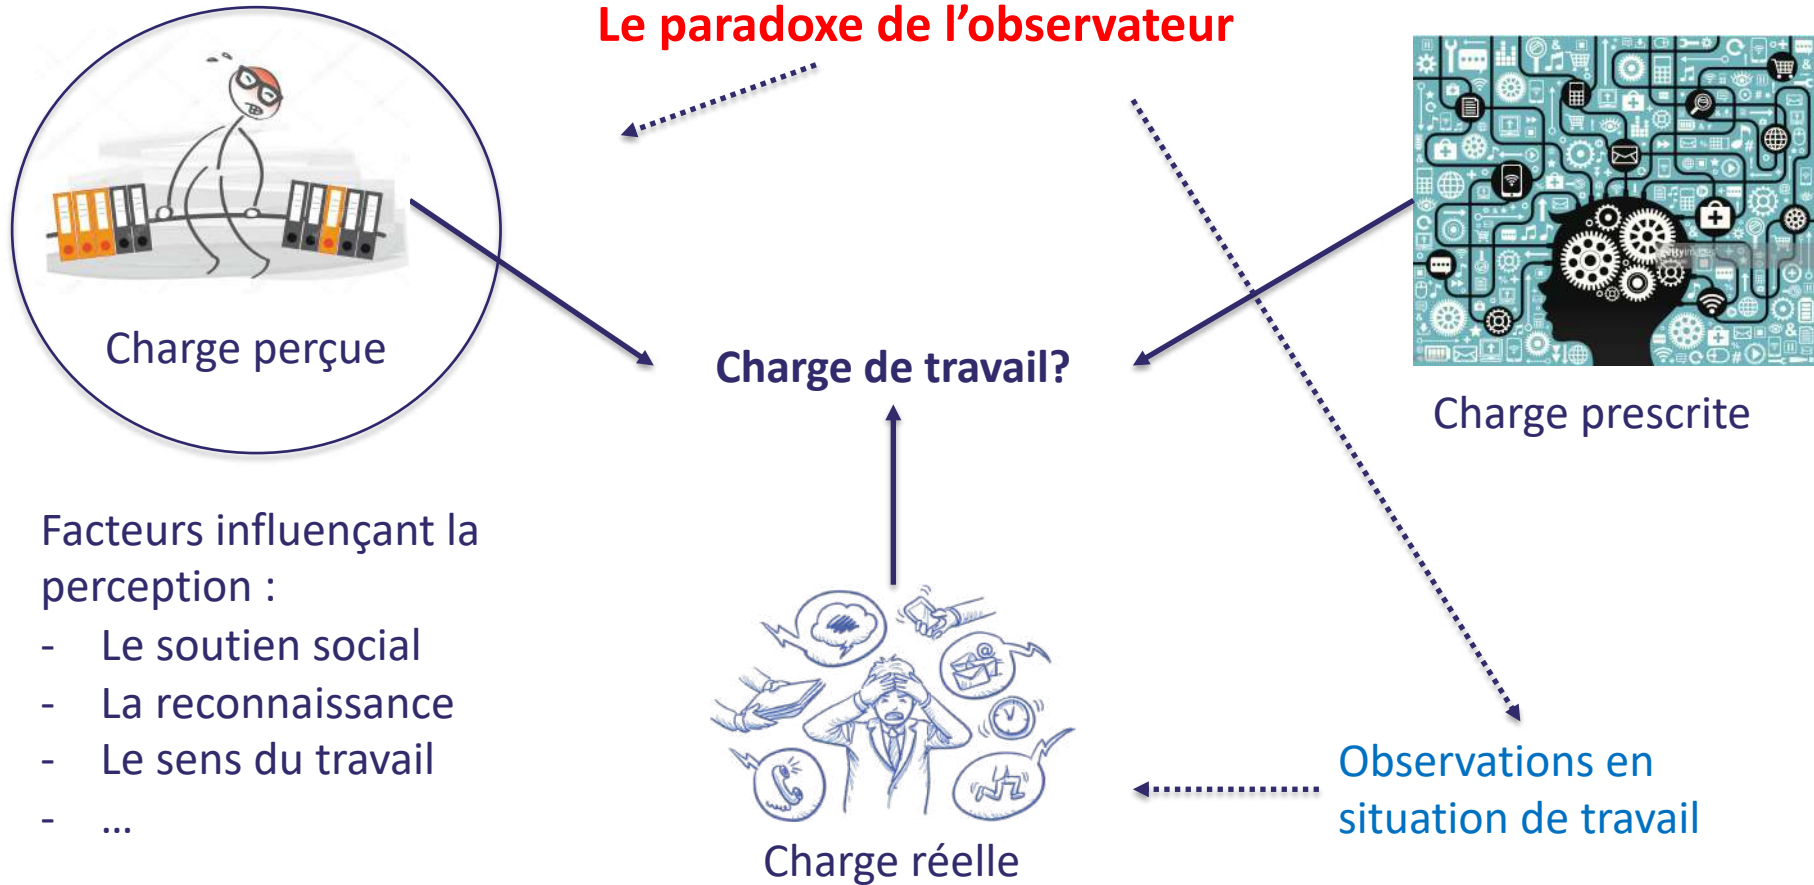 Le paradoxe de l’observateur
Charge perçue
Charge de travail?
Charge prescrite
Facteurs influençant la
perception :
- Le soutien social
- La reconnaissance
- Le sens du travail
- ...
Observations en
situation de travail
Charge réelle